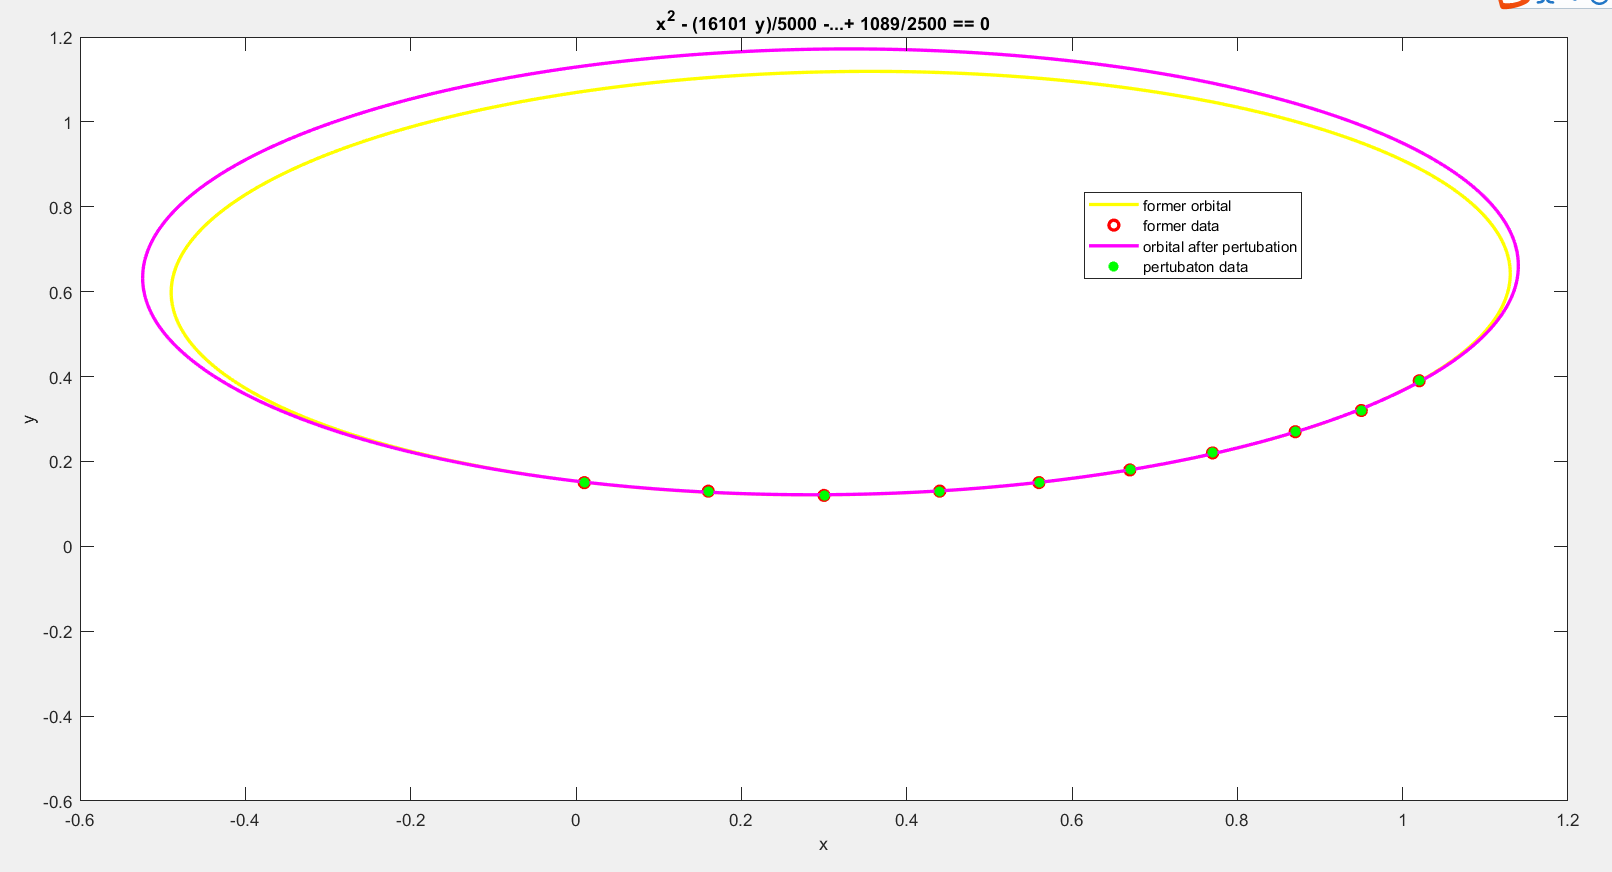 x² - (16101 y)/5000 -...+ 1089/2500 == 0
1.2
1
0.8
0.6
0.4
0.2
0
-0.2
-0.4
-0.6
y
former orbital
former data
orbital after pertubation
pertubaton data
-0.6 -0.4 -0.2 0 0.2 0.4 0.6 0.8 1 1.2
x